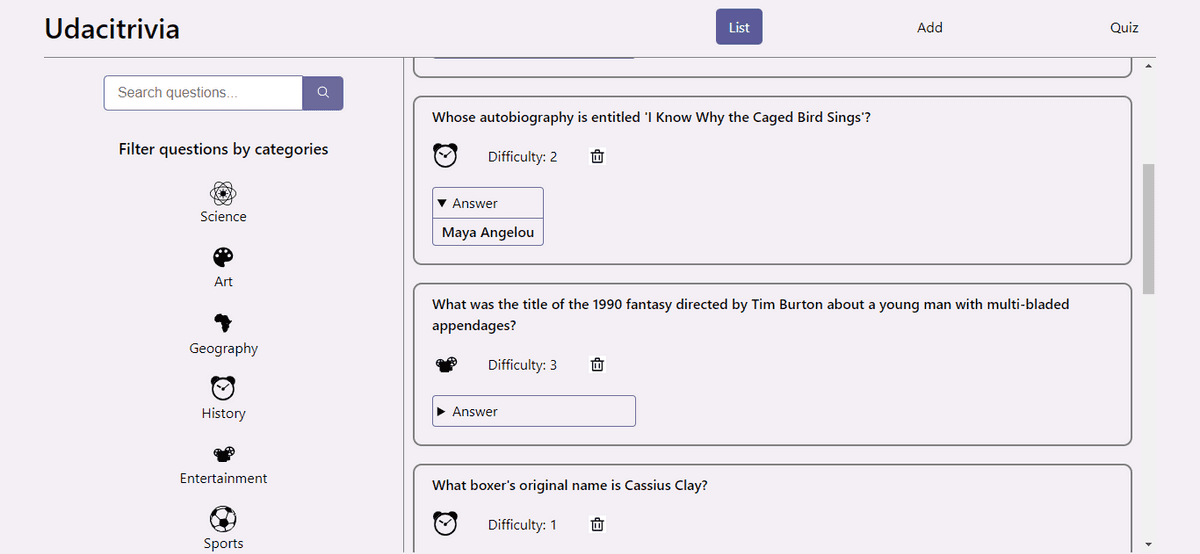 Udacitrivia
List
Add
Quiz
Search questions...
Filter questions by categories
Science
Art
Geography
History
Entertainment
Sports
Whose autobiography is entitled 'I Know Why the Caged Bird Sings'?
Difficulty: 2
▼ Answer
Maya Angelou
What was the title of the 1990 fantasy directed by Tim Burton about a young man with multi-bladed
appendages?
Difficulty: 3
▶ Answer
What boxer's original name is Cassius Clay?
Difficulty: 1